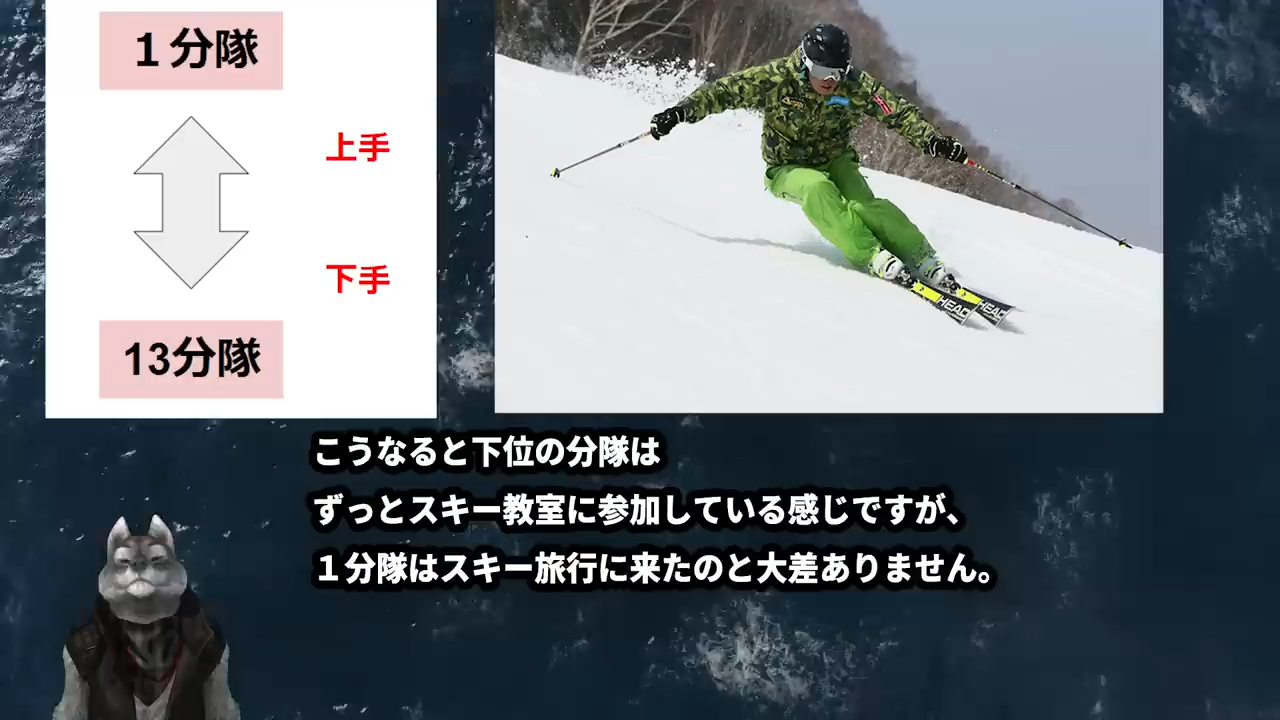 １分隊
上手
下手
13分隊
HEAD
HEAD
こうなると下位の分隊は
ずっとスキー教室に参加している感じですが、
１分隊はスキー旅行に来たのと大差ありません。